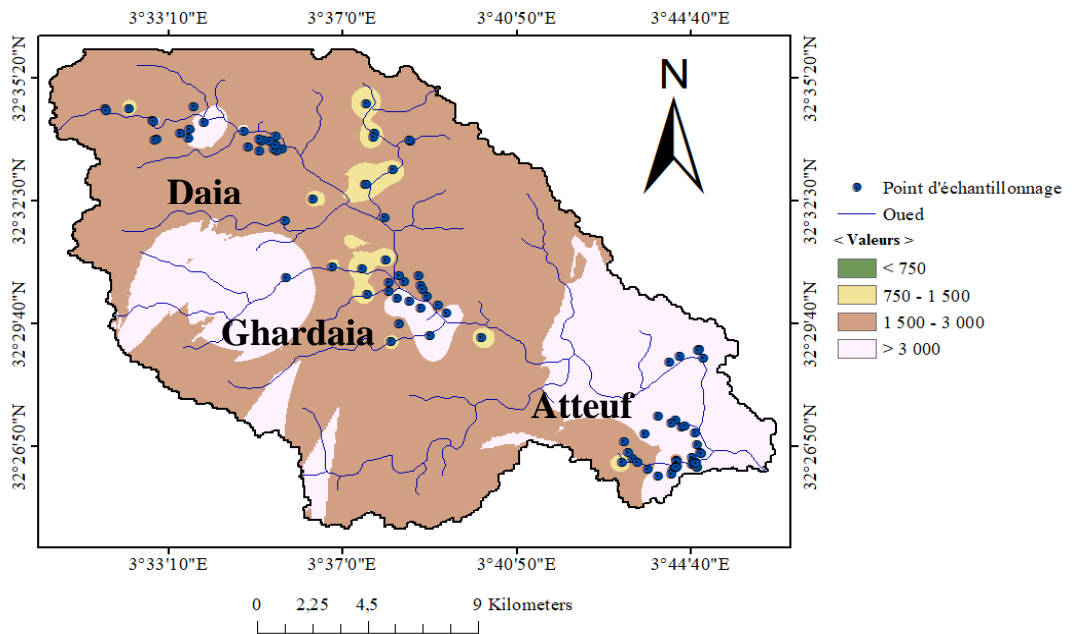 3°33'10"E 3°37'0"E 3°40'50"E 3°44'40"E
32°35'20"N
32°35'20"N
N
Daia
32°32'30"N
32°32'30"N
Point d'échantillonnage
Oued
< Valeurs >
< 750
750 - 1 500
1 500 - 3 000
> 3 000
32°29'40"N
32°29'40"N
Ghardaia
Atteuf
32°26'50"N
32°26'50"N
3°33'10"E 3°37'0"E 3°40'50"E 3°44'40"E
0 2,25 4,5 9 Kilometers